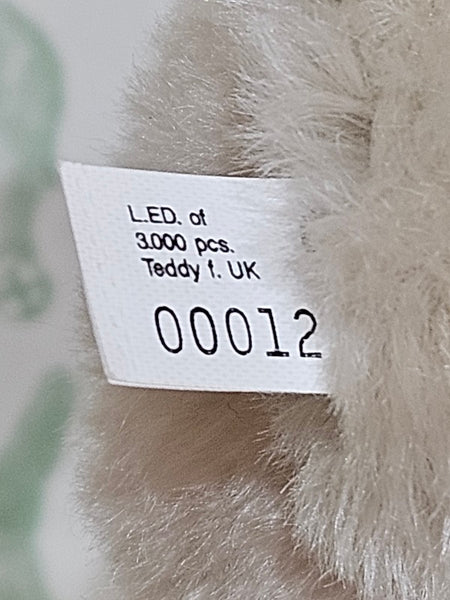 L.ED. of
3.000 pcs.
Teddy f. UK
00012